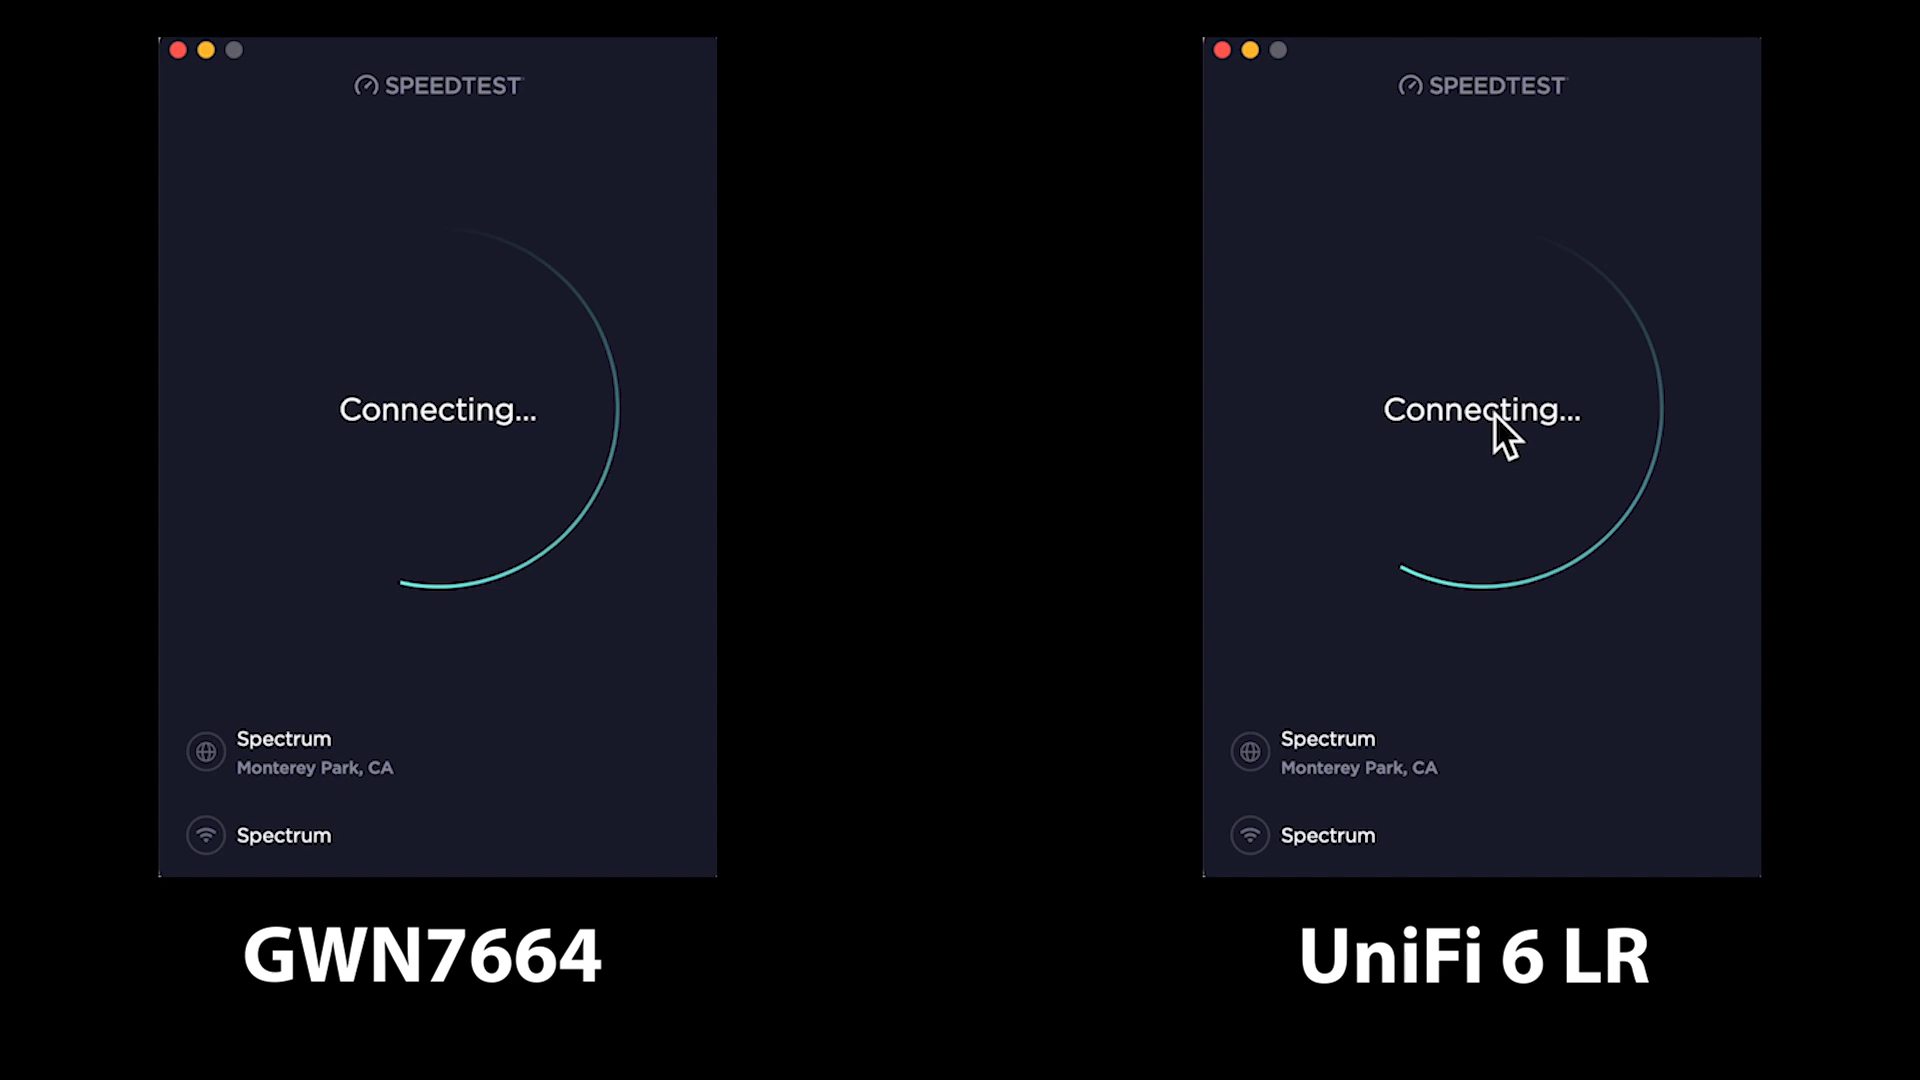 SPEEDTEST
Connecting...
Spectrum
Monterey Park, CA
Spectrum
GWN7664
SPEEDTEST
Connecting...
Spectrum
Monterey Park, CA
Spectrum
UniFi 6 LR